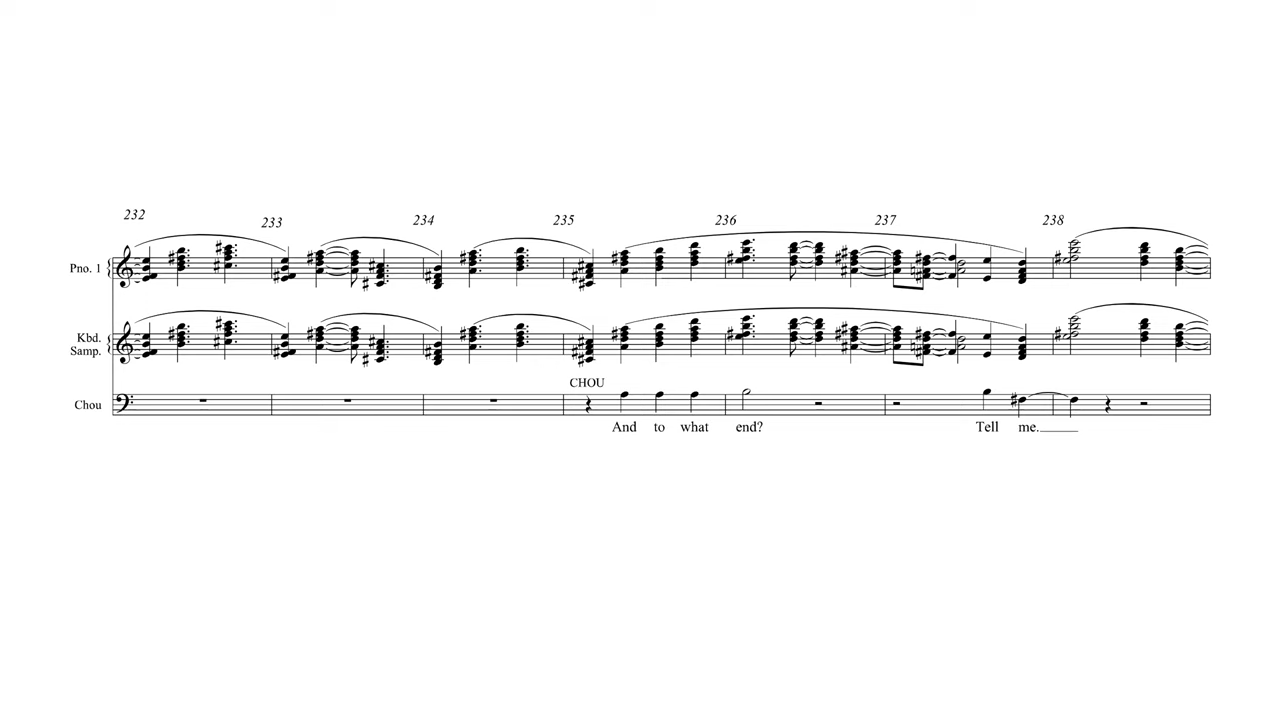 232 233 234 235 236 237 238
Pno. 1
Kbd.
Samp.
CHOU
Chou
And to what end? Tell me.